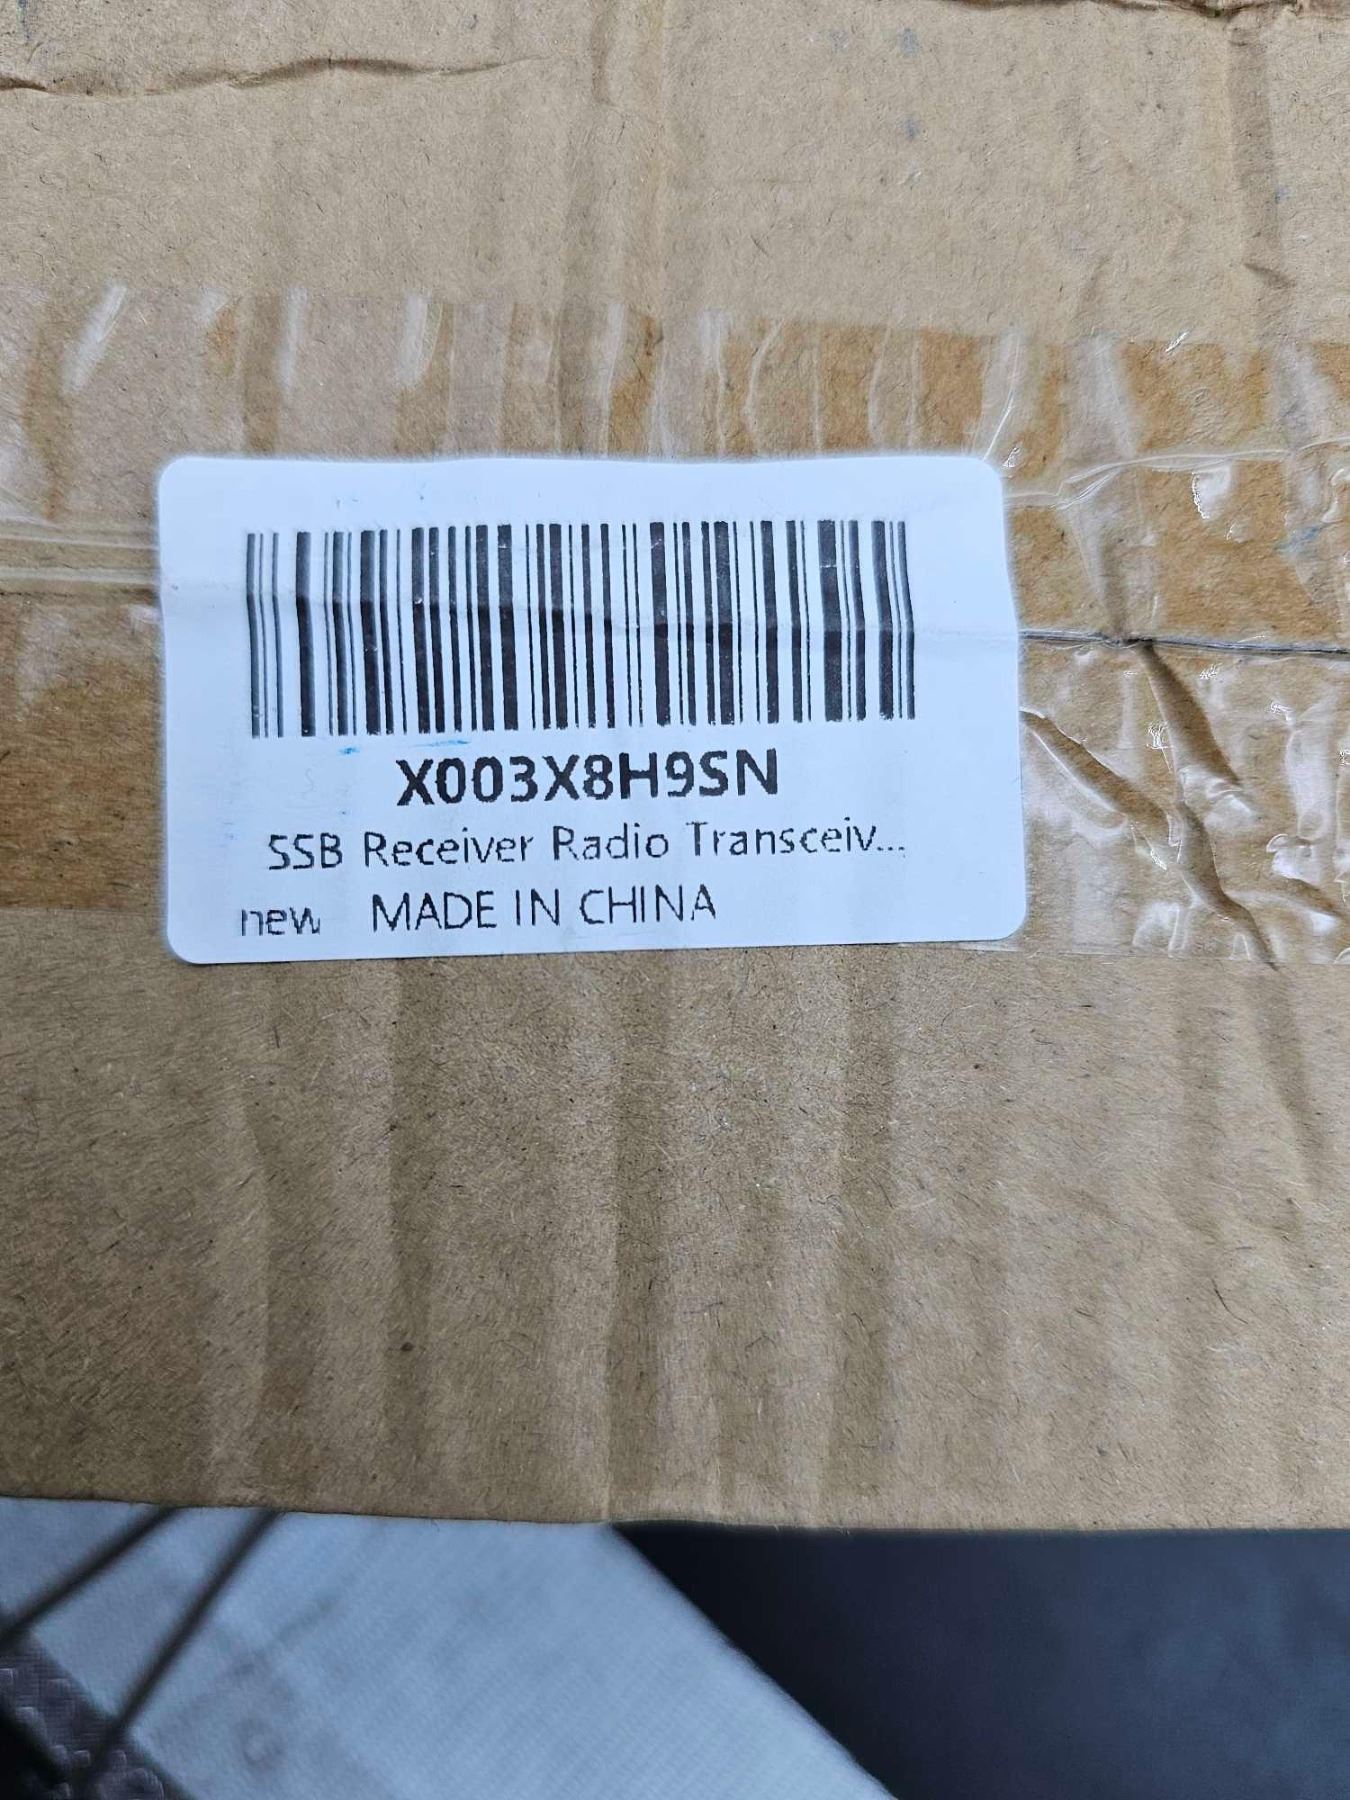 X003X8H9SN
SSB Receiver Radio Transceiv...
new MADE IN CHINA